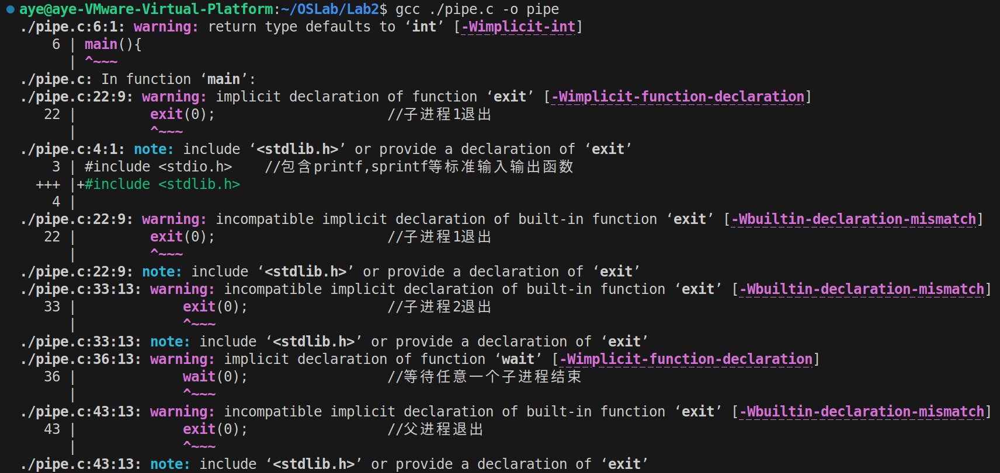 aye@aye-VMware-Virtual-Platform:~/OSLab/Lab2$ gcc ./pipe.c -o pipe
./pipe.c:6:1: warning: return type defaults to ‘int’ [-Wimplicit-int]
    6 | main(){
      | ^~~~
./pipe.c: In function ‘main’:
./pipe.c:22:9: warning: implicit declaration of function ‘exit’ [-Wimplicit-function-declaration]
   22 |         exit(0);                     //子进程1退出
      |         ^~~~
./pipe.c:4:1: note: include ‘<stdlib.h>’ or provide a declaration of ‘exit’
    3 | #include <stdio.h>    //包含printf,sprintf等标准输入输出函数
  +++ |+#include <stdlib.h>
    4 |
./pipe.c:22:9: warning: incompatible implicit declaration of built-in function ‘exit’ [-Wbuiltin-declaration-mismatch]
   22 |         exit(0);                     //子进程1退出
      |         ^~~~
./pipe.c:22:9: note: include ‘<stdlib.h>’ or provide a declaration of ‘exit’
./pipe.c:33:13: warning: incompatible implicit declaration of built-in function ‘exit’ [-Wbuiltin-declaration-mismatch]
   33 |             exit(0);                 //子进程2退出
      |             ^~~~
./pipe.c:33:13: note: include ‘<stdlib.h>’ or provide a declaration of ‘exit’
./pipe.c:36:13: warning: implicit declaration of function ‘wait’ [-Wimplicit-function-declaration]
   36 |             wait(0);                 //等待任意一个子进程结束
      |             ^~~~
./pipe.c:43:13: warning: incompatible implicit declaration of built-in function ‘exit’ [-Wbuiltin-declaration-mismatch]
   43 |             exit(0);                 //父进程退出
      |             ^~~~
./pipe.c:43:13: note: include ‘<stdlib.h>’ or provide a declaration of ‘exit’